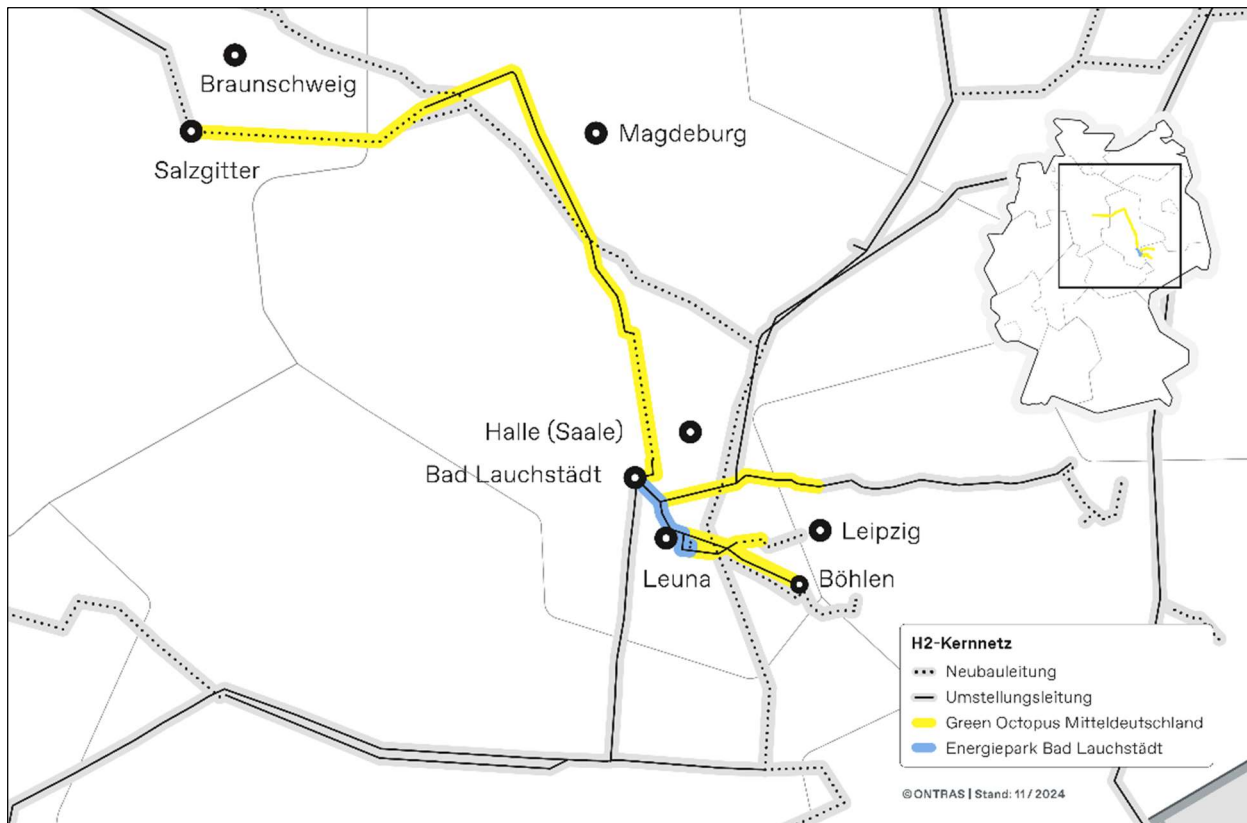 Braunschweig
Magdeburg
Salzgitter
Halle (Saale)
Bad Lauchstädt
Leipzig
Leuna
Böhlen
H2-Kernnetz
Neubauleitung
Umstellungsleitung
Green Octopus Mitteldeutschland
Energiepark Bad Lauchstädt
©ONTRAS | Stand: 11 / 2024